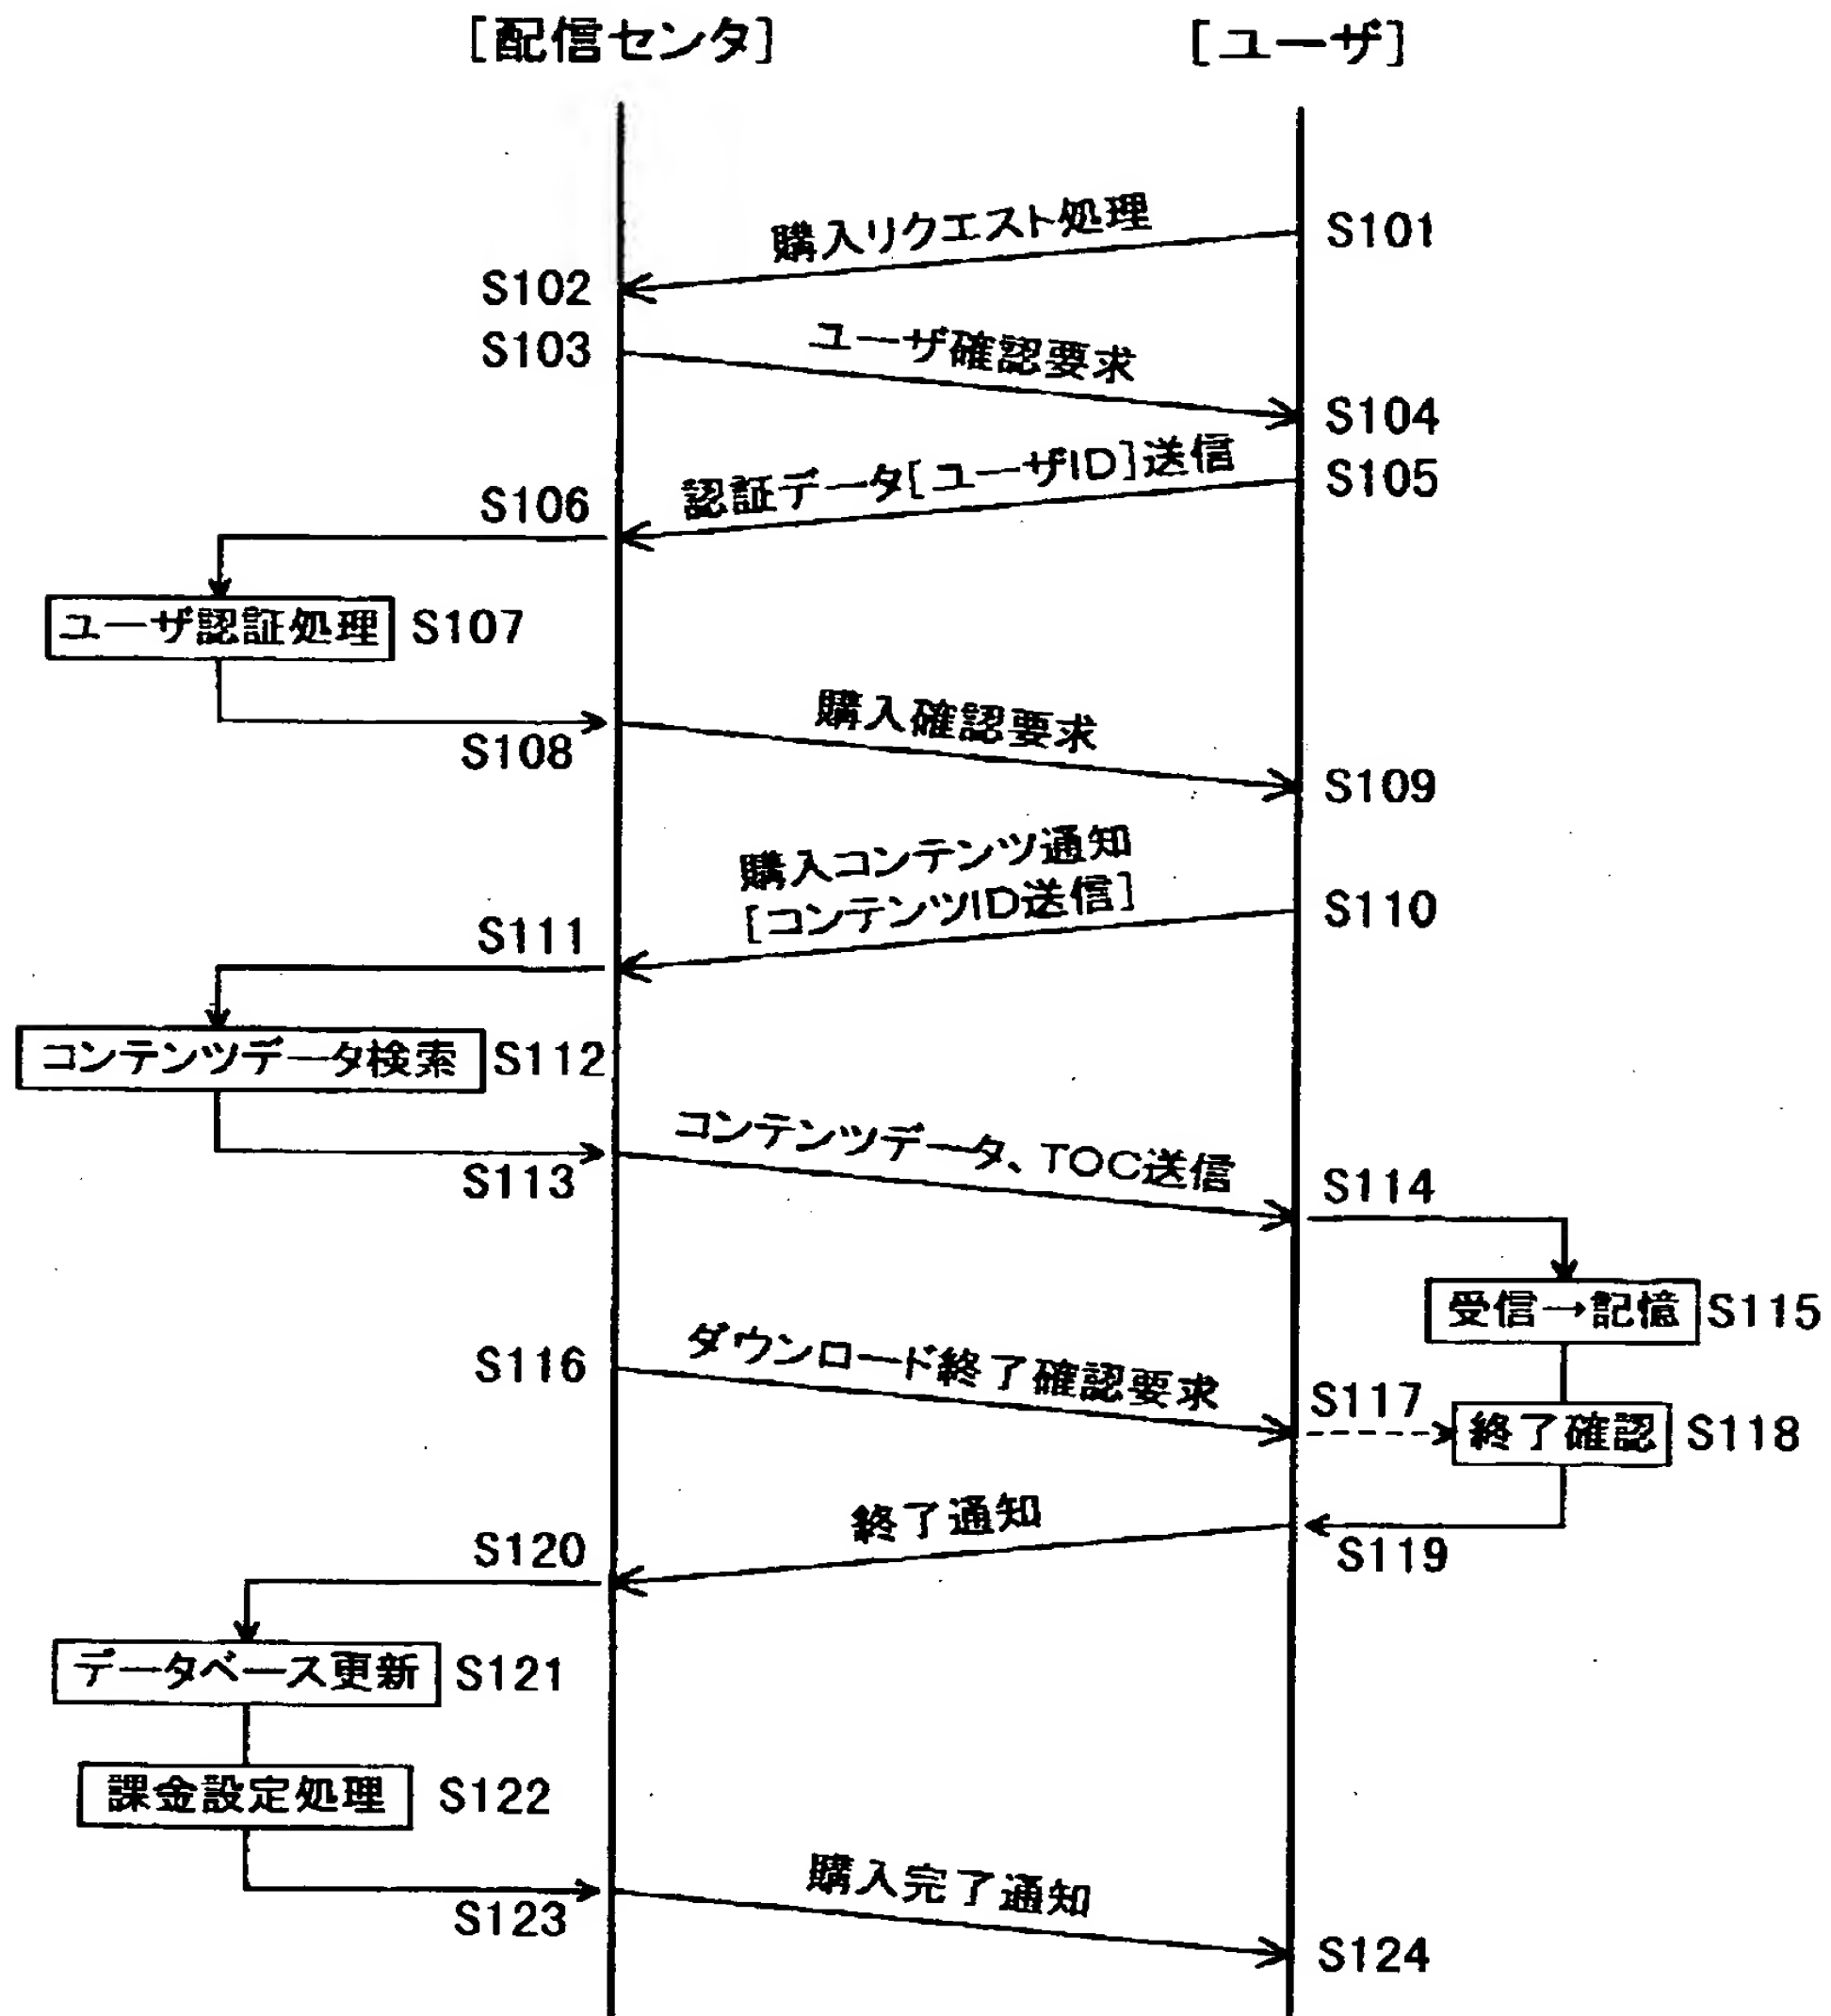 [配信センタ]
[ユーザ]
購入リクエスト処理
S101
S102
S103
ユーザ確認要求
S104
認証データ[ユーザID]送信
S105
S106
ユーザ認証処理
S107
購入確認要求
S108
S109
購入コンテンツ通知
[コンテンツID送信]
S110
S111
コンテンツデータ検索
S112
コンテンツデータ、TOC送信
S113
S114
受信→記憶
S115
S116
ダウンロード終了確認要求
S117
終了確認
S118
終了通知
S119
S120
データベース更新
S121
課金設定処理
S122
購入完了通知
S123
S124